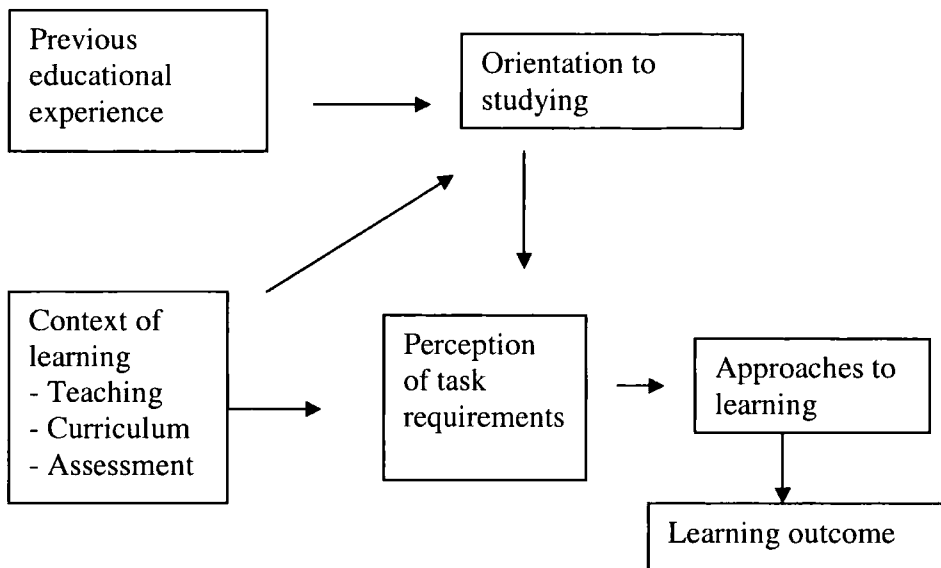 Previous
educational
experience
Orientation to
studying
Context of
learning
- Teaching
- Curriculum
- Assessment
Perception
of task
requirements
Approaches to
learning
Learning outcome